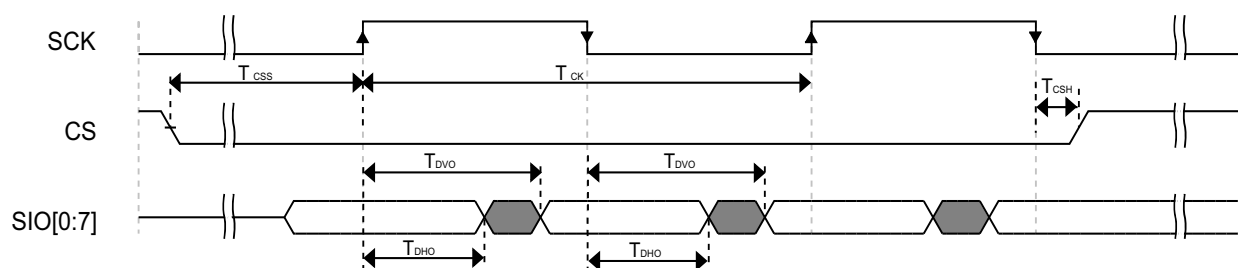 SCK
T CSS
T CK
T CSH
CS
T DVO
T DVO
SIO[0:7]
T DHO
T DHO